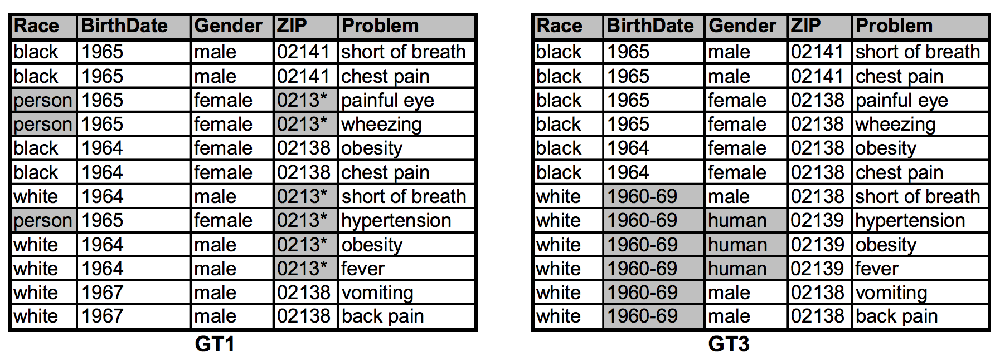 Race BirthDate Gender ZIP Problem
black 1965 male 02141 short of breath
black 1965 male 02141 chest pain
person 1965 female 0213* painful eye
person 1965 female 0213* wheezing
black 1964 female 02138 obesity
black 1964 female 02138 chest pain
white 1964 male 0213* short of breath
person 1965 female 0213* hypertension
white 1964 male 0213* obesity
white 1964 male 0213* fever
white 1967 male 02138 vomiting
white 1967 male 02138 back pain
GT1
Race BirthDate Gender ZIP Problem
black 1965 male 02141 short of breath
black 1965 male 02141 chest pain
black 1965 female 02138 painful eye
black 1965 female 02138 wheezing
black 1964 female 02138 obesity
black 1964 female 02138 chest pain
white 1960-69 male 02138 short of breath
white 1960-69 human 02139 hypertension
white 1960-69 human 02139 obesity
white 1960-69 human 02139 fever
white 1960-69 male 02138 vomiting
white 1960-69 male 02138 back pain
GT3